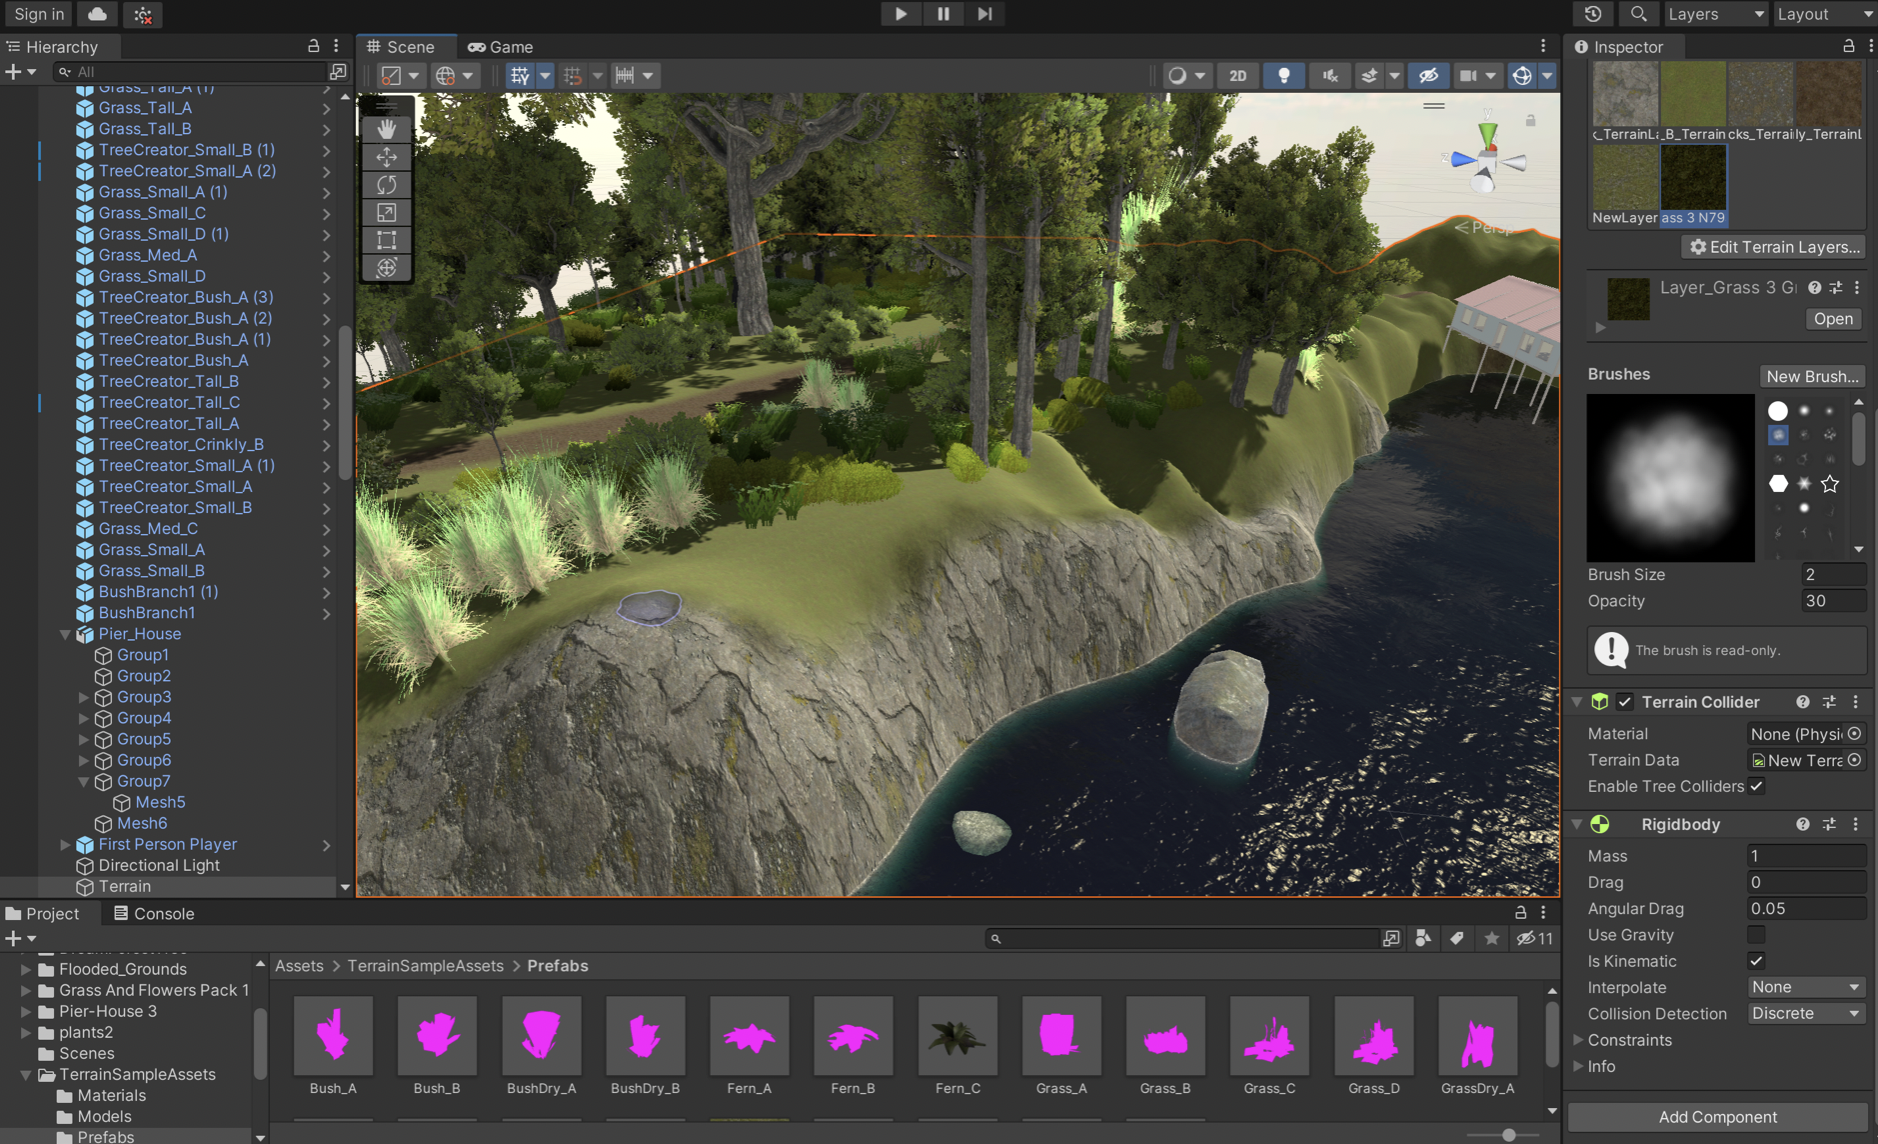 Sign in
Layers
Layout
Hierarchy
All
Grass_Tall_A (1)
Grass_Tall_A
Grass_Tall_B
TreeCreator_Small_B (1)
TreeCreator_Small_A (2)
Grass_Small_A (1)
Grass_Small_C
Grass_Small_D (1)
Grass_Med_A
Grass_Small_D
TreeCreator_Bush_A (3)
TreeCreator_Bush_A (2)
TreeCreator_Bush_A (1)
TreeCreator_Bush_A
TreeCreator_Tall_B
TreeCreator_Tall_C
TreeCreator_Tall_A
TreeCreator_Crinkly_B
TreeCreator_Small_A (1)
TreeCreator_Small_A
TreeCreator_Small_B
Grass_Med_C
Grass_Small_A
Grass_Small_B
BushBranch1 (1)
BushBranch1
Pier_House
Group1
Group2
Group3
Group4
Group5
Group6
Group7
Mesh5
Mesh6
First Person Player
Directional Light
Terrain
Scene
Game
2D
y
z
Persp
Inspector
_TerrainLa _B_Terrain cks_Terrai ly_TerrainL
NewLayer ass 3 N79
Edit Terrain Layers...
Layer_Grass 3 G
Open
Brushes
New Brush...
Brush Size 2
Opacity 30
The brush is read-only.
Terrain Collider
Material None (Physi
Terrain Data New Terra
Enable Tree Colliders
Rigidbody
Mass 1
Drag 0
Angular Drag 0.05
Use Gravity
Is Kinematic
Interpolate None
Collision Detection Discrete
Constraints
Info
Add Component
Project
Console
11
Flooded_Grounds
Grass And Flowers Pack 1
Pier-House 3
plants2
Scenes
TerrainSampleAssets
Materials
Models
Prefabs
Assets > TerrainSampleAssets > Prefabs
Bush_A
Bush_B
BushDry_A
BushDry_B
Fern_A
Fern_B
Fern_C
Grass_A
Grass_B
Grass_C
Grass_D
GrassDry_A